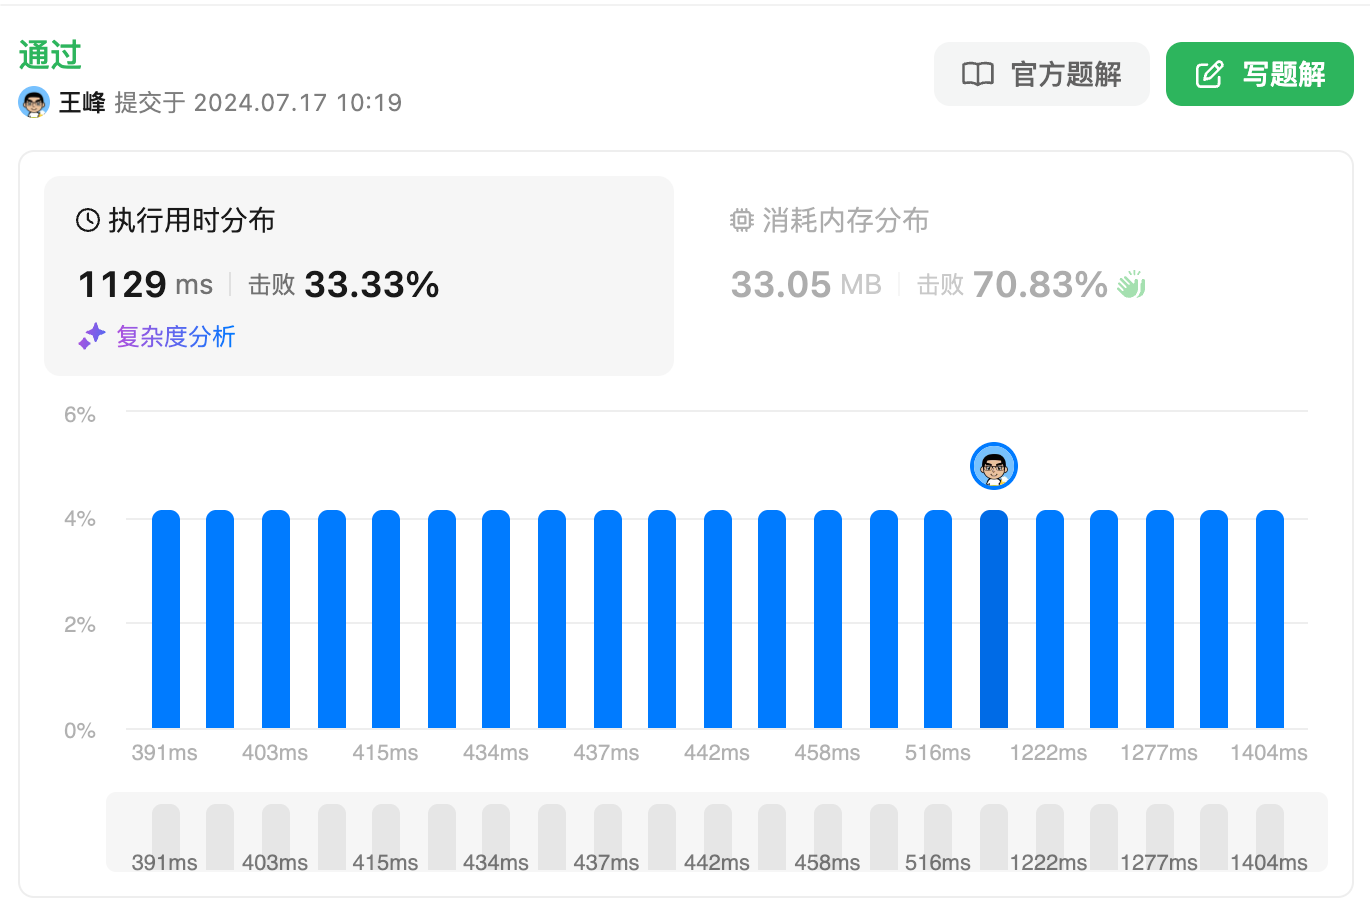 通过
官方题解
写题解
王峰 提交于 2024.07.17 10:19
执行用时分布
1129 ms 击败 33.33%
复杂度分析
消耗内存分布
33.05 MB 击败 70.83%
6%
4%
2%
0%
391ms 403ms 415ms 434ms 437ms 442ms 458ms 516ms 1222ms 1277ms 1404ms
391ms 403ms 415ms 434ms 437ms 442ms 458ms 516ms 1222ms 1277ms 1404ms